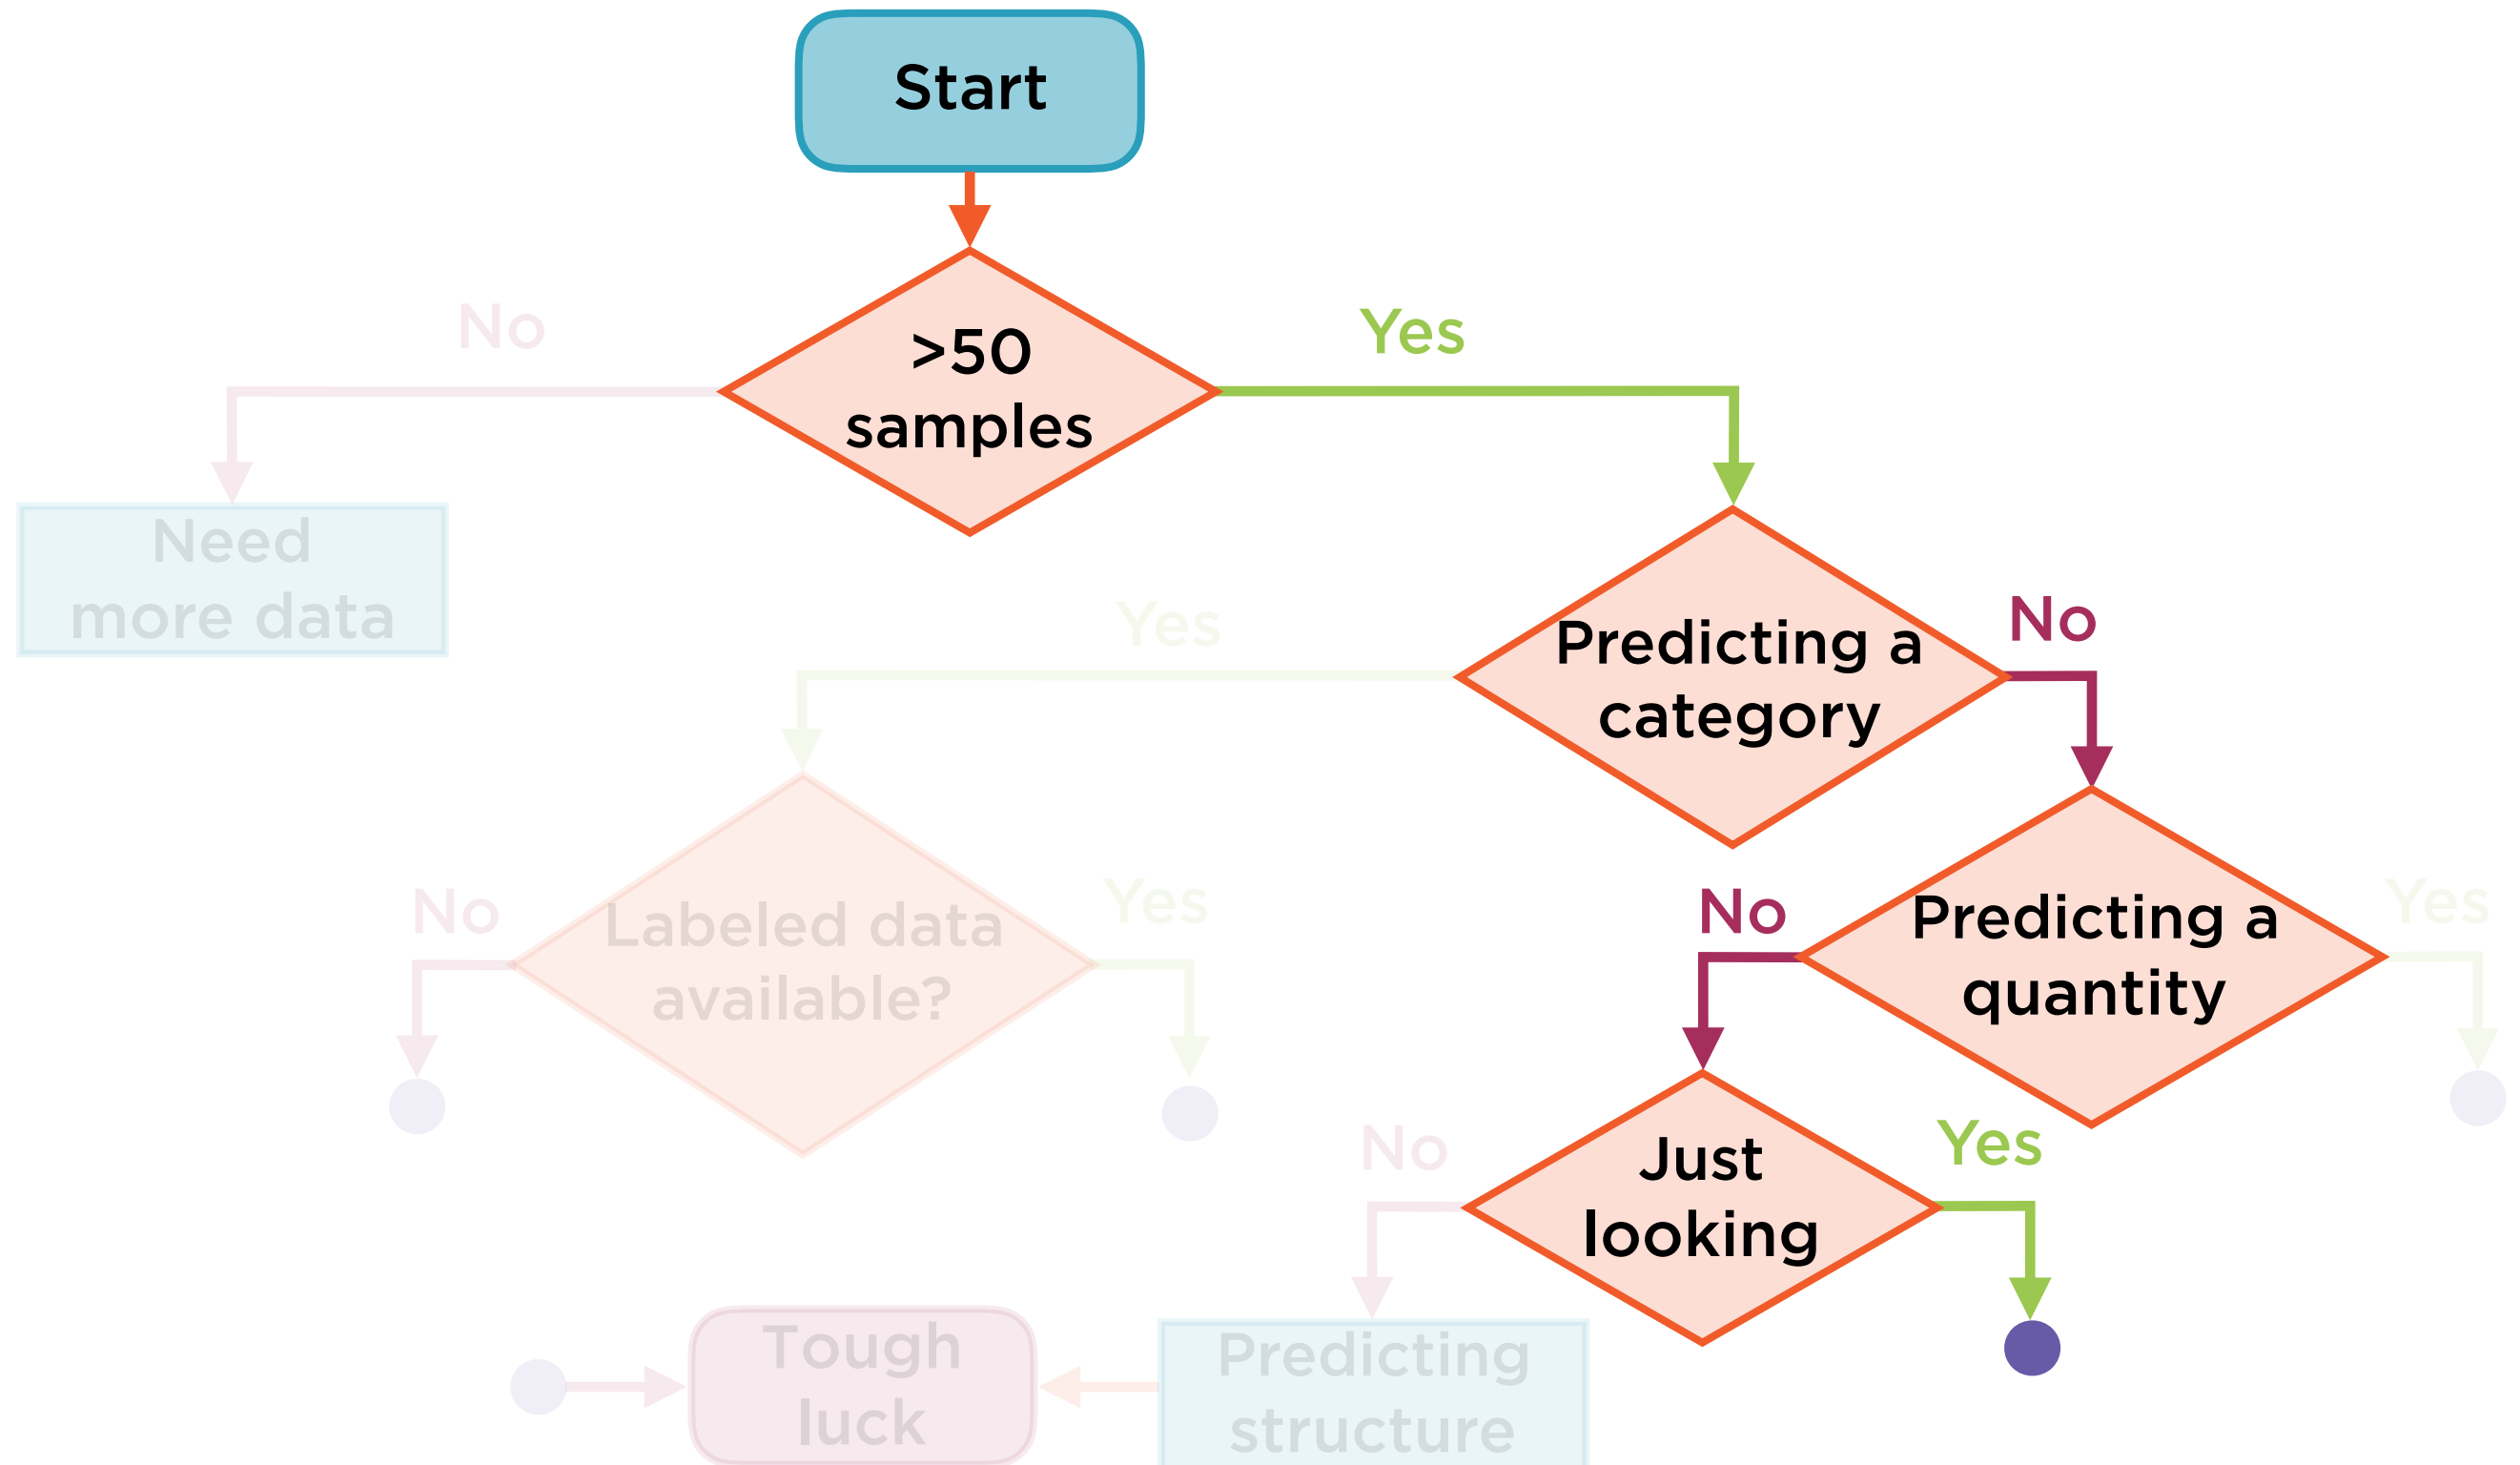 Start
No
>50
samples
Yes
Need
more data
Yes
Predicting a
category
No
No
Labeled data
available?
Yes
No
Predicting a
quantity
Yes
No
Just
looking
Yes
Tough
luck
Predicting
structure